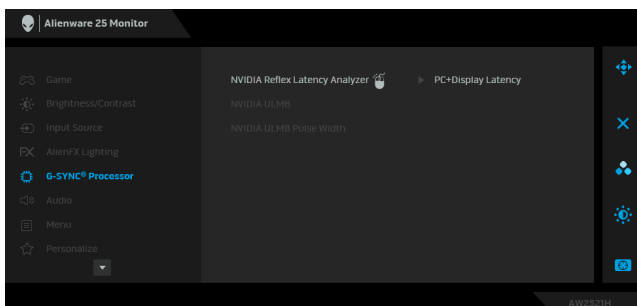 Alienware 25 Monitor
Game
Brightness/Contrast
Input Source
AlienFX Lighting
G-SYNC® Processor
Audio
Menu
Personalize
NVIDIA Reflex Latency Analyzer
PC+Display Latency
NVIDIA ULMB
NVIDIA ULMB Pulse Width
AW2521H